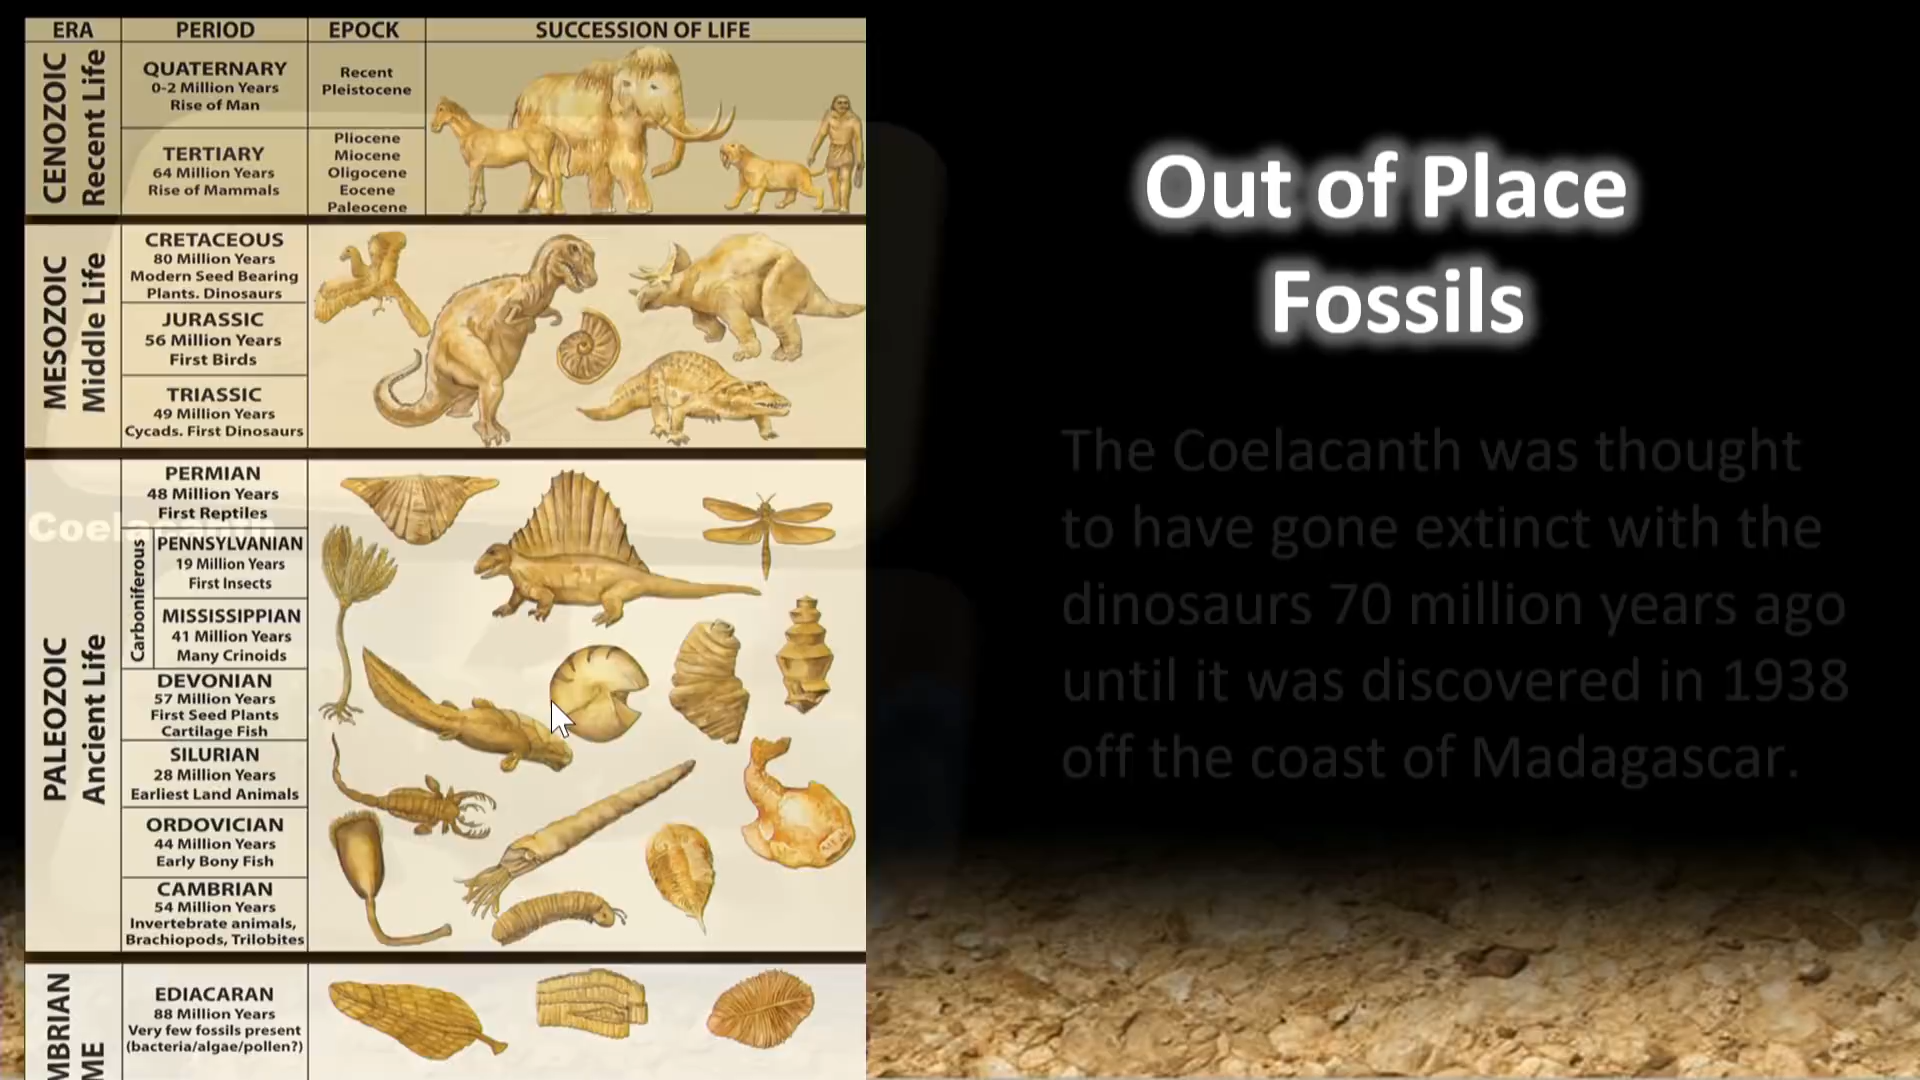 ERA PERIOD EPOCK SUCCESSION OF LIFE
CENOZOIC
Recent Life
QUATERNARY
0-2 Million Years
Rise of Man
Recent
Pleistocene
TERTIARY
64 Million Years
Rise of Mammals
Pliocene
Miocene
Oligocene
Eocene
Paleocene
MESOZOIC
Middle Life
CRETACEOUS
80 Million Years
Modern Seed Bearing
Plants. Dinosaurs
JURASSIC
56 Million Years
First Birds
TRIASSIC
49 Million Years
Cycads. First Dinosaurs
PALEOZOIC
Ancient Life
PERMIAN
48 Million Years
First Reptiles
Coelacanth
Carboniferous
PENNSYLVANIAN
19 Million Years
First Insects
MISSISSIPPIAN
41 Million Years
Many Crinoids
DEVONIAN
57 Million Years
First Seed Plants
Cartilage Fish
SILURIAN
28 Million Years
Earliest Land Animals
ORDOVICIAN
44 Million Years
Early Bony Fish
CAMBRIAN
54 Million Years
Invertebrate animals,
Brachiopods, Trilobites
MBRIAN
ME
EDIACARAN
88 Million Years
Very few fossils present
(bacteria/algae/pollen?)
Out of Place
Fossils
The Coelacanth was thought
to have gone extinct with the
dinosaurs 70 million years ago
until it was discovered in 1938
off the coast of Madagascar.